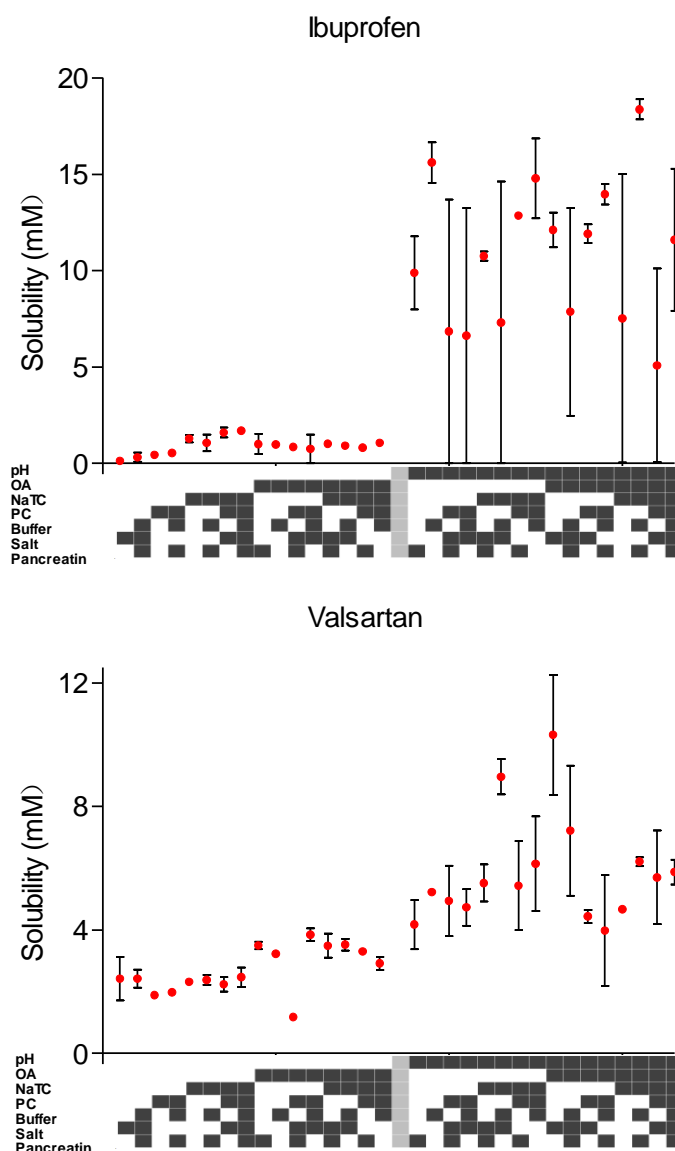 Ibuprofen
20
15
10
5
0
Solubility (mM)
pH
OA
NaTC
PC
Buffer
Salt
Pancreatin
Valsartan
12
8
4
0
Solubility (mM)
pH
OA
NaTC
PC
Buffer
Salt
Pancreatin